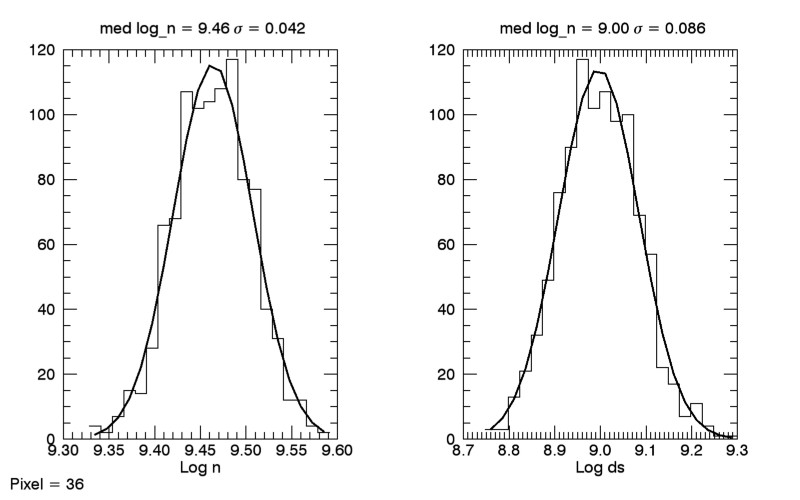 med log_n = 9.46 σ = 0.042
120
100
80
60
40
20
0
9.30 9.35 9.40 9.45 9.50 9.55 9.60
Log n
med log_n = 9.00 σ = 0.086
120
100
80
60
40
20
0
8.7 8.8 8.9 9.0 9.1 9.2 9.3
Log ds
Pixel = 36